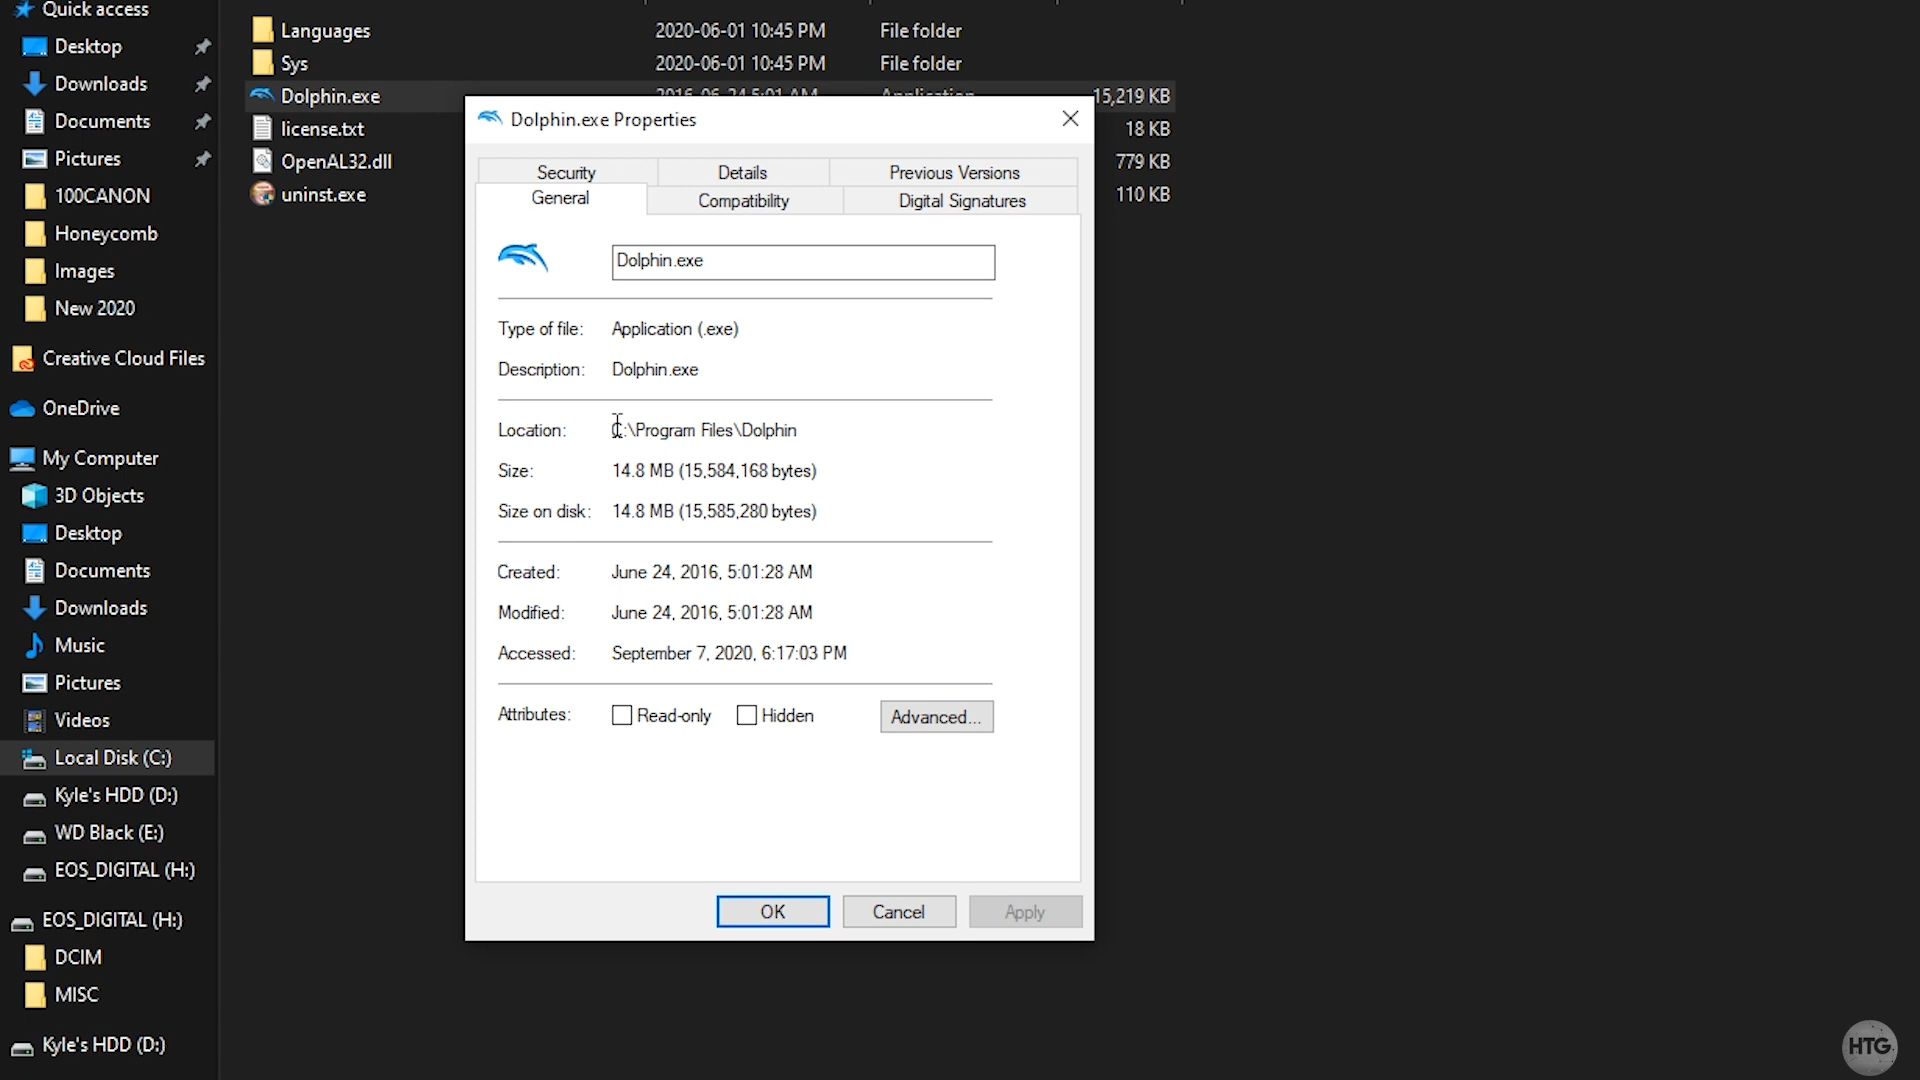 Quick access
Desktop
Downloads
Documents
Pictures
100CANON
Honeycomb
Images
New 2020
Creative Cloud Files
OneDrive
My Computer
3D Objects
Desktop
Documents
Downloads
Music
Pictures
Videos
Local Disk (C:)
Kyle's HDD (D:)
WD Black (E:)
EOS_DIGITAL (H:)
EOS_DIGITAL (H:)
DCIM
MISC
Kyle's HDD (D:)
Languages 2020-06-01 10:45 PM File folder
Sys 2020-06-01 10:45 PM File folder
Dolphin.exe 2016-06-24 5:01 AM Application 15,219 KB
license.txt 18 KB
OpenAL32.dll 779 KB
uninst.exe 110 KB
Dolphin.exe Properties
Security Details Previous Versions
General Compatibility Digital Signatures
Dolphin.exe
Type of file: Application (.exe)
Description: Dolphin.exe
Location: C:\Program Files\Dolphin
Size: 14.8 MB (15,584,168 bytes)
Size on disk: 14.8 MB (15,585,280 bytes)
Created: June 24, 2016, 5:01:28 AM
Modified: June 24, 2016, 5:01:28 AM
Accessed: September 7, 2020, 6:17:03 PM
Attributes: Read-only Hidden Advanced...
OK Cancel Apply
HTG